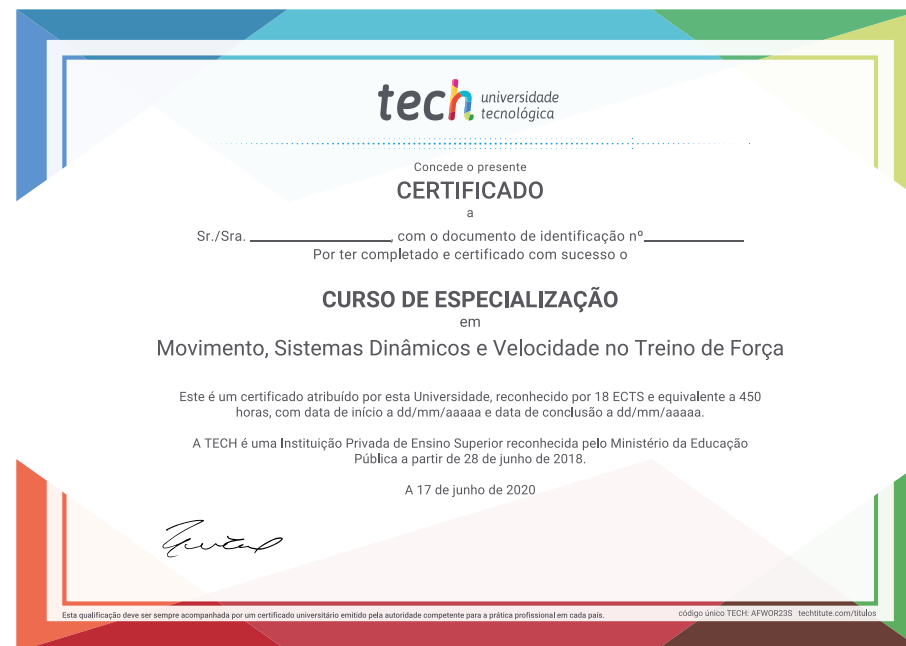 tech universidade
tecnológica
Concede o presente
CERTIFICADO
a
Sr./Sra. ________________, com o documento de identificação nº____________
Por ter completado e certificado com sucesso o
CURSO DE ESPECIALIZAÇÃO
em
Movimento, Sistemas Dinâmicos e Velocidade no Treino de Força
Este é um certificado atribuído por esta Universidade, reconhecido por 18 ECTS e equivalente a 450
horas, com data de início a dd/mm/aaaaa e data de conclusão a dd/mm/aaaaa.
A TECH é uma Instituição Privada de Ensino Superior reconhecida pelo Ministério da Educação
Pública a partir de 28 de junho de 2018.
A 17 de junho de 2020
Esta qualificação deve ser sempre acompanhada por um certificado universitário emitido pela autoridade competente para a prática profissional em cada país.
código único TECH: AFWOR23S techtitute.com/titulos